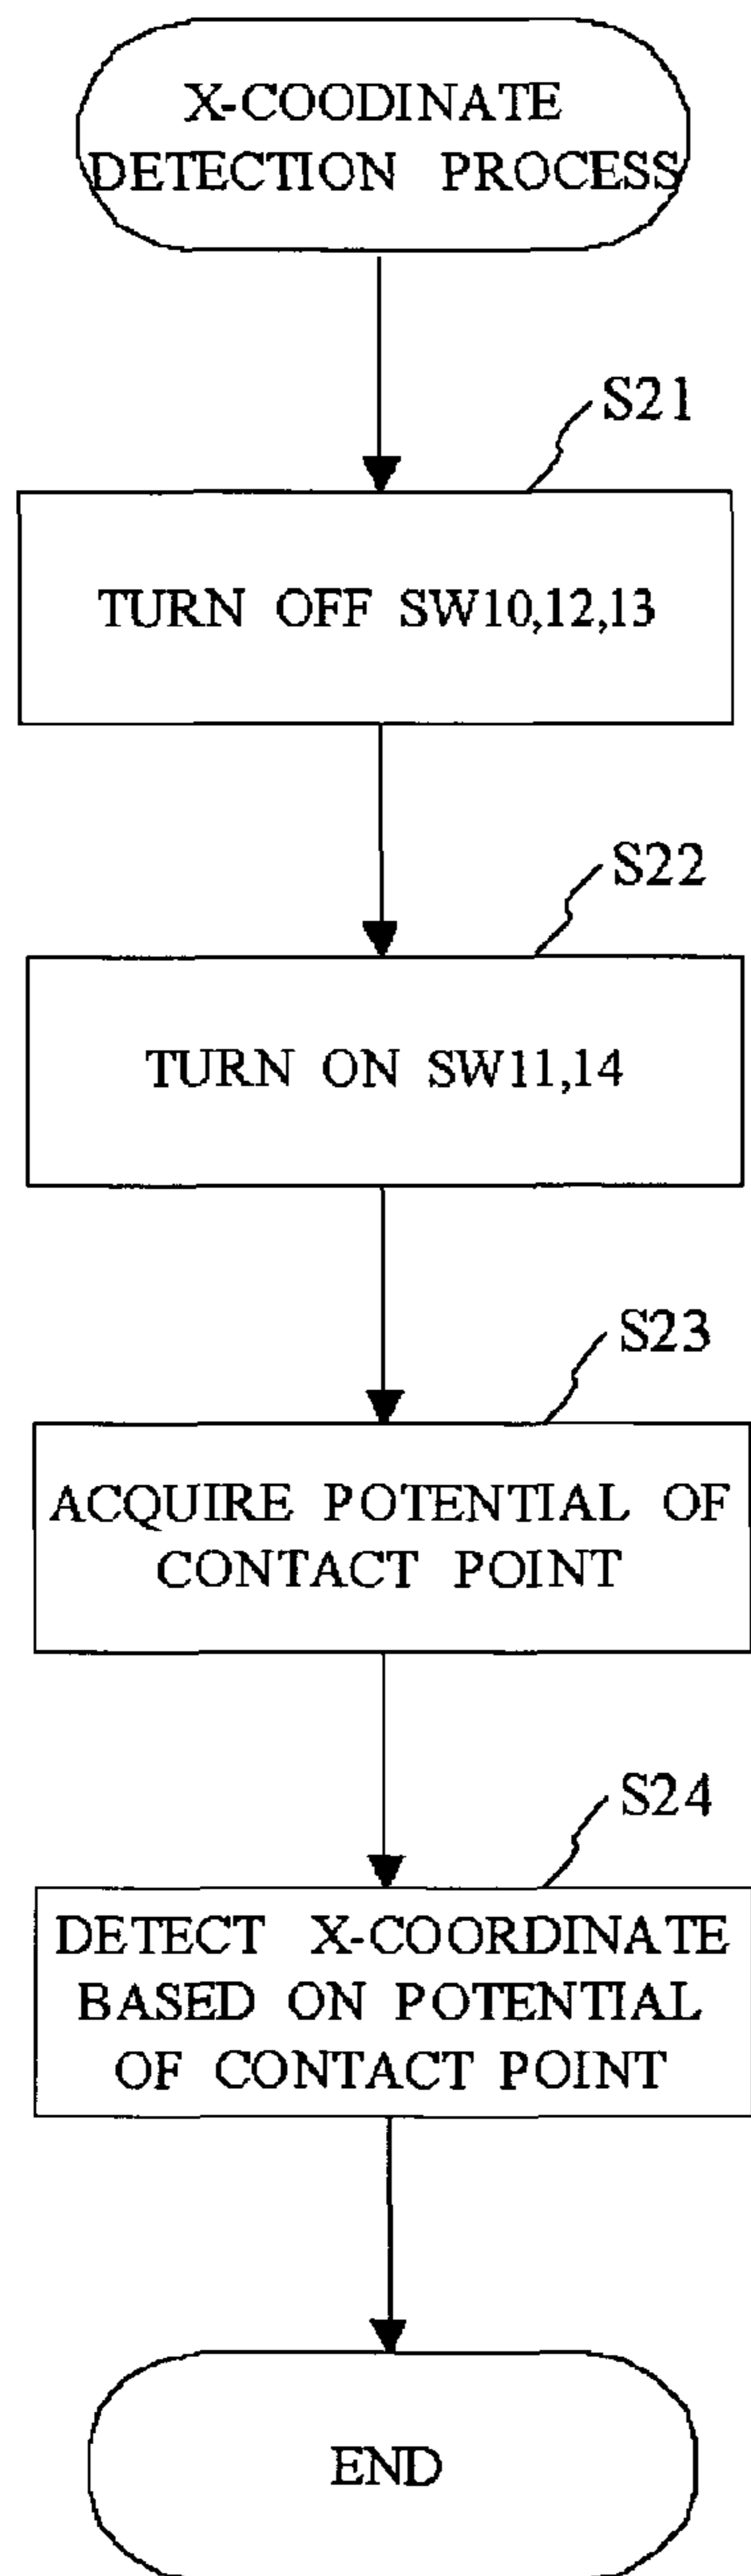 X-COODINATE
DETECTION PROCESS
S21
TURN OFF SW10,12,13
S22
TURN ON SW11,14
S23
ACQUIRE POTENTIAL OF
CONTACT POINT
S24
DETECT X-COORDINATE
BASED ON POTENTIAL
OF CONTACT POINT
END